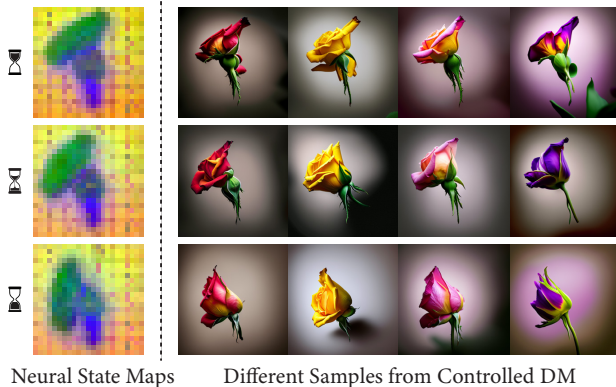 Neural State Maps
Different Samples from Controlled DM